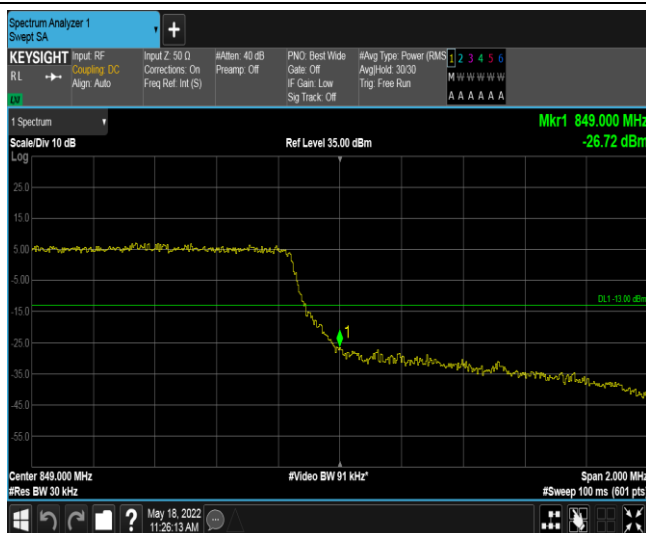 Spectrum Analyzer 1
Swept SA
+
KEYSIGHT
RL
Input: RF
Coupling: DC
Align: Auto
Input Z: 50 Ω
Corrections: On
Freq Ref: Int (S)
#Atten: 40 dB
Preamp: Off
PNO: Best Wide
Gate: Off
IF Gain: Low
Sig Track: Off
#Avg Type: Power (RMS
Avg|Hold: 30/30
Trig: Free Run
1 2 3 4 5 6
M W W W W W
A A A A A A
1 Spectrum
Scale/Div 10 dB
Ref Level 35.00 dBm
Mkr1 849.000 MHz
-26.72 dBm
Log
25.0
15.0
5.00
-5.00
-15.0
-25.0
-35.0
-45.0
-55.0
DL1 -13.00 dBm
1
Center 849.000 MHz
#Res BW 30 kHz
#Video BW 91 kHz*
Span 2.000 MHz
#Sweep 100 ms (601 pts)
?
May 18, 2022
11:26:13 AM